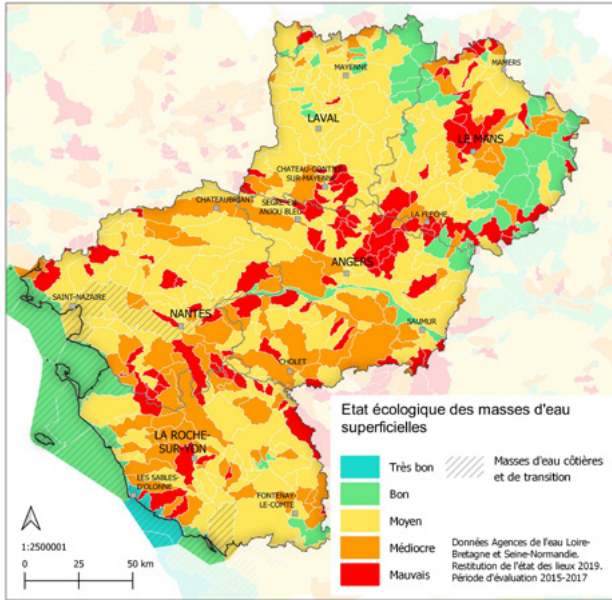 MAYENNE
MAMERS
LAVAL
LE MANS
CHATEAU-GONTIER
SUR-MAYENNE
CHATEAUBRIANT
SEGRE-EN
ANJOU BLEU
LA FLECHE
ANGERS
SAINT-NAZAIRE
NANTES
SAUMUR
CHOLET
LA ROCHE-
SUR-YON
LES SABLES-
D'OLONNE
FONTENAY-
LE-COMTE
Etat écologique des masses d'eau
superficielles
Très bon
Bon
Moyen
Médiocre
Mauvais
Masses d'eau côtières
et de transition
Données Agences de l'eau Loire-
Bretagne et Seine-Normandie.
Restitution de l'état des lieux 2019.
Période d'évaluation 2015-2017
1:2500001
0 25 50 km